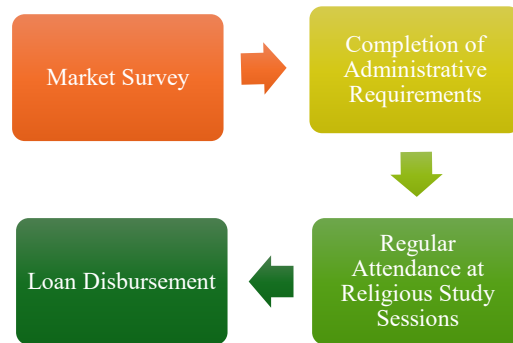 Market Survey
Completion of
Administrative
Requirements
Regular
Attendance at
Religious Study
Sessions
Loan Disbursement